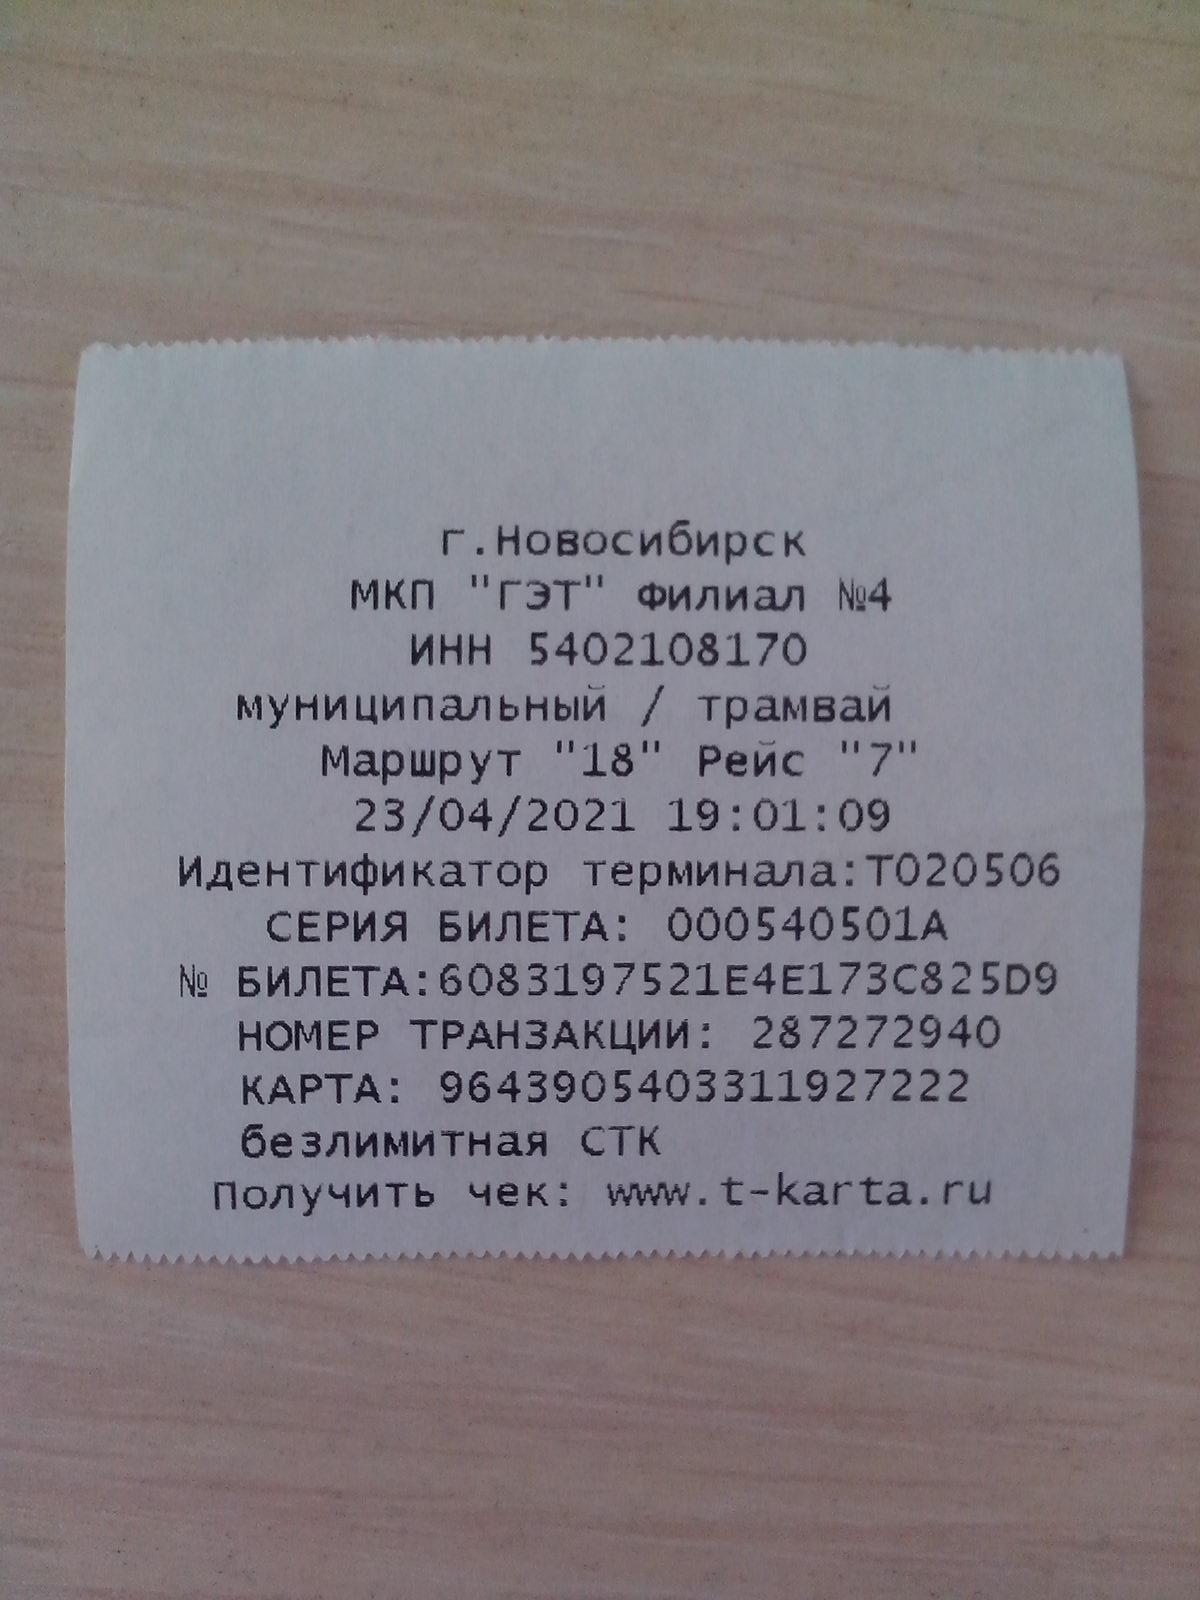 г.Новосибирск
МКП "ГЭТ" Филиал №4
ИНН 5402108170
муниципальный / трамвай
Маршрут "18" Рейс "7"
23/04/2021 19:01:09
Идентификатор терминала:Т020506
СЕРИЯ БИЛЕТА: 000540501A
№ БИЛЕТА:6083197521E4E173C825D9
НОМЕР ТРАНЗАКЦИИ: 287272940
КАРТА: 9643905403311927222
безлимитная СТК
Получить чек: www.t-karta.ru